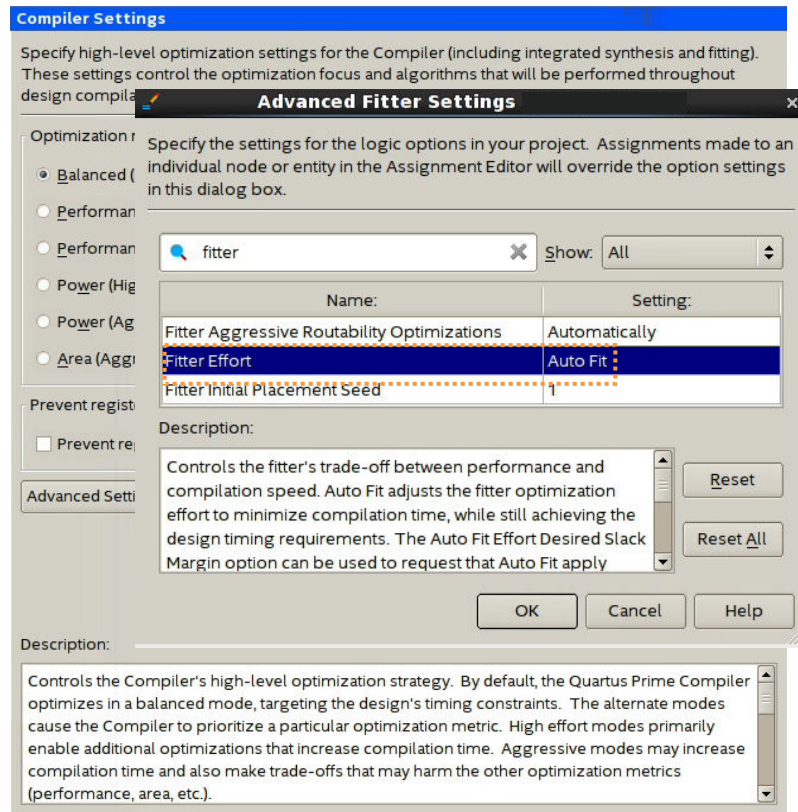 Compiler Settings
Specify high-level optimization settings for the Compiler (including integrated synthesis and fitting).
These settings control the optimization focus and algorithms that will be performed throughout
design compila
Optimization
Balanced (
Performan
Performan
Power (Hig
Power (Ag
Area (Aggr
Prevent regist
Prevent re
Advanced Setti
Advanced Fitter Settings
Specify the settings for the logic options in your project. Assignments made to an
individual node or entity in the Assignment Editor will override the option settings
in this dialog box.
fitter
Show: All
Name: Setting:
Fitter Aggressive Routability Optimizations Automatically
Fitter Effort Auto Fit
Fitter Initial Placement Seed 1
Description:
Controls the fitter's trade-off between performance and
compilation speed. Auto Fit adjusts the fitter optimization
effort to minimize compilation time, while still achieving the
design timing requirements. The Auto Fit Effort Desired Slack
Margin option can be used to request that Auto Fit apply
Reset
Reset All
OK Cancel Help
Description:
Controls the Compiler's high-level optimization strategy. By default, the Quartus Prime Compiler
optimizes in a balanced mode, targeting the design's timing constraints. The alternate modes
cause the Compiler to prioritize a particular optimization metric. High effort modes primarily
enable additional optimizations that increase compilation time. Aggressive modes may increase
compilation time and also make trade-offs that may harm the other optimization metrics
(performance, area, etc.).